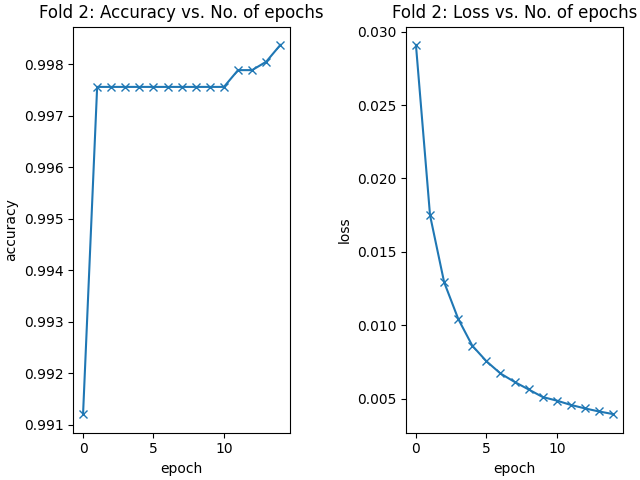 Fold 2: Accuracy vs. No. of epochs
0.998
0.997
0.996
0.995
0.994
0.993
0.992
0.991
accuracy
0 5 10
epoch
Fold 2: Loss vs. No. of epochs
0.030
0.025
0.020
0.015
0.010
0.005
loss
0 5 10
epoch